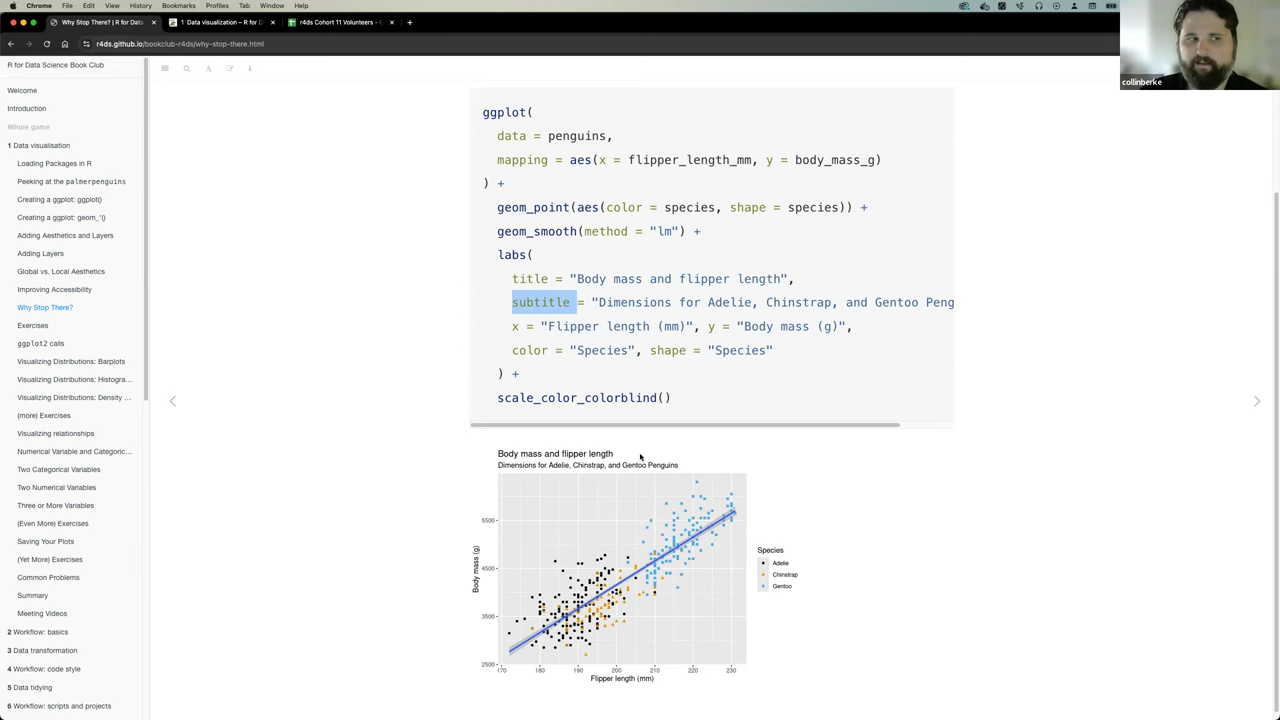 Chrome File Edit View History Bookmarks Profiles Tab Window Help
Why Stop There? | R for Data
1 Data visualization – R for D
r4ds Cohort 11 Volunteers - G
r4ds.github.io/bookclub-r4ds/why-stop-there.html
collinberke
R for Data Science Book Club
Welcome
Introduction
Whole game
1 Data visualisation
Loading Packages in R
Peeking at the palmerpenguins
Creating a ggplot: ggplot()
Creating a ggplot: geom_*()
Adding Aesthetics and Layers
Adding Layers
Global vs. Local Aesthetics
Improving Accessibility
Why Stop There?
Exercises
ggplot2 calls
Visualizing Distributions: Barplots
Visualizing Distributions: Histogra...
Visualizing Distributions: Density ...
(more) Exercises
Visualizing relationships
Numerical Variable and Categoric...
Two Categorical Variables
Two Numerical Variables
Three or More Variables
(Even More) Exercises
Saving Your Plots
(Yet More) Exercises
Common Problems
Summary
Meeting Videos
2 Workflow: basics
3 Data transformation
4 Workflow: code style
5 Data tidying
6 Workflow: scripts and projects
ggplot(
data = penguins,
mapping = aes(x = flipper_length_mm, y = body_mass_g)
) +
geom_point(aes(color = species, shape = species)) +
geom_smooth(method = "lm") +
labs(
title = "Body mass and flipper length",
subtitle = "Dimensions for Adelie, Chinstrap, and Gentoo Peng
x = "Flipper length (mm)", y = "Body mass (g)",
color = "Species", shape = "Species"
) +
scale_color_colorblind()
Body mass and flipper length
Dimensions for Adelie, Chinstrap, and Gentoo Penguins
5500
4500
3500
2500
Body mass (g)
170 180 190 200 210 220 230
Flipper length (mm)
Species
Adelie
Chinstrap
Gentoo